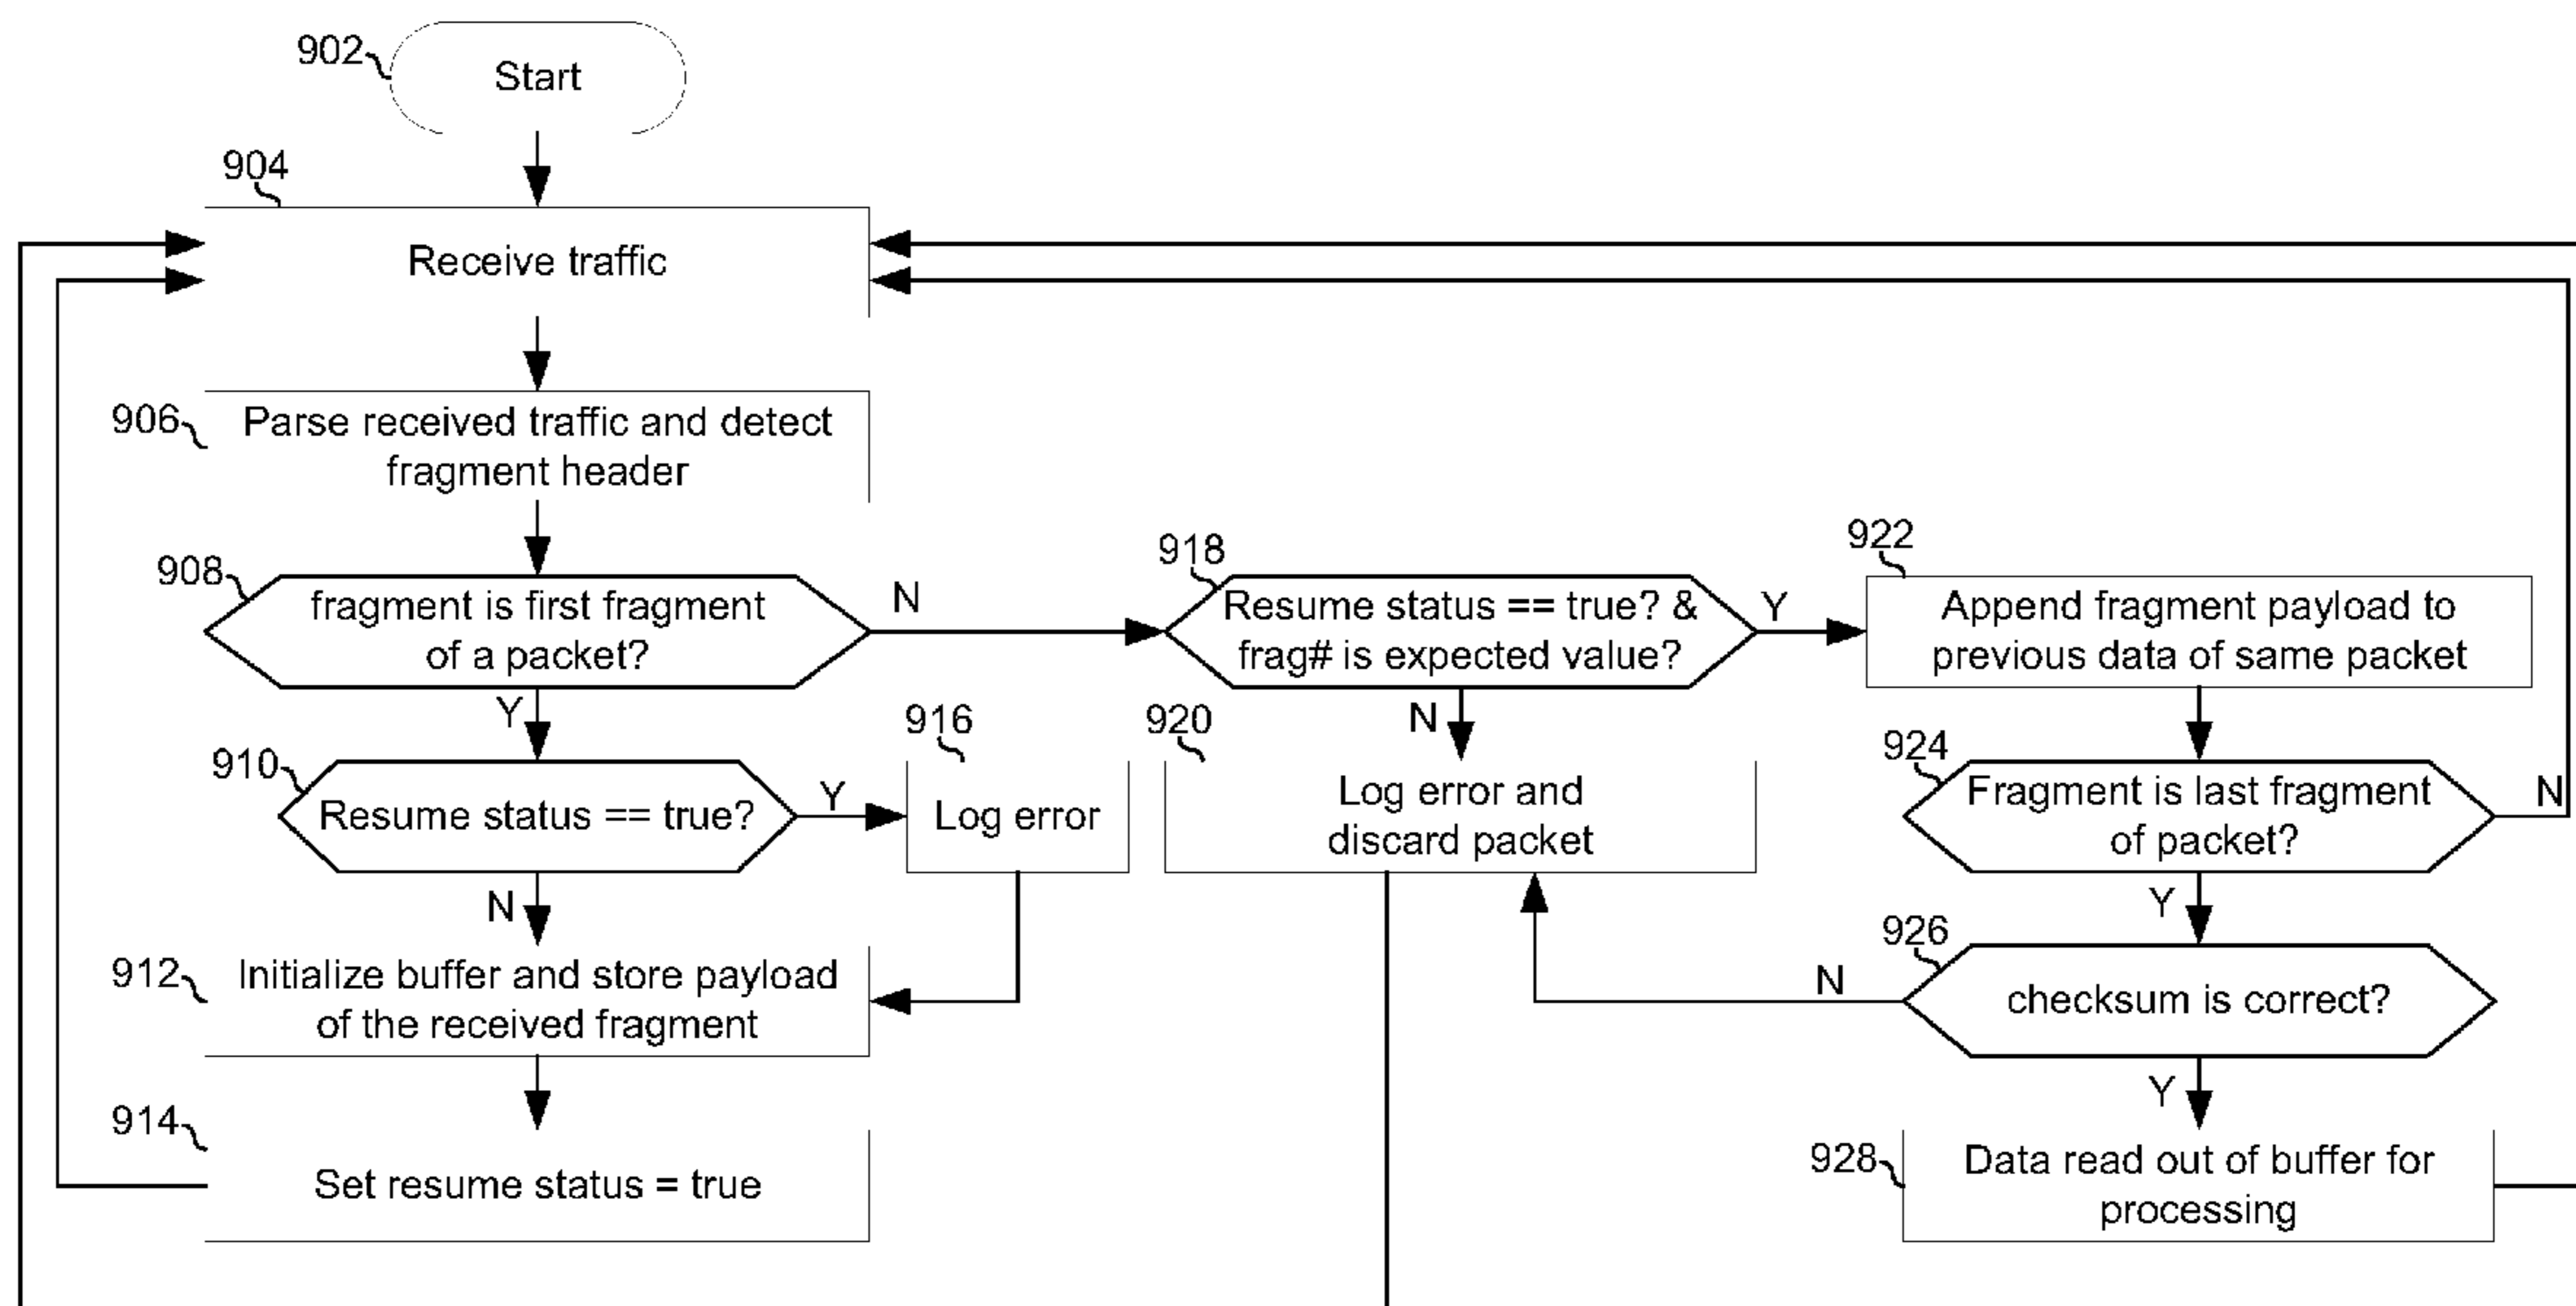 902
Start
904
Receive traffic
906
Parse received traffic and detect
fragment header
908
fragment is first fragment
of a packet?
N
Y
910
Resume status == true?
Y
N
916
Log error
912
Initialize buffer and store payload
of the received fragment
914
Set resume status = true
918
Resume status == true? &
frag# is expected value?
Y
N
920
Log error and
discard packet
922
Append fragment payload to
previous data of same packet
924
Fragment is last fragment
of packet?
N
Y
926
checksum is correct?
N
Y
928
Data read out of buffer for
processing